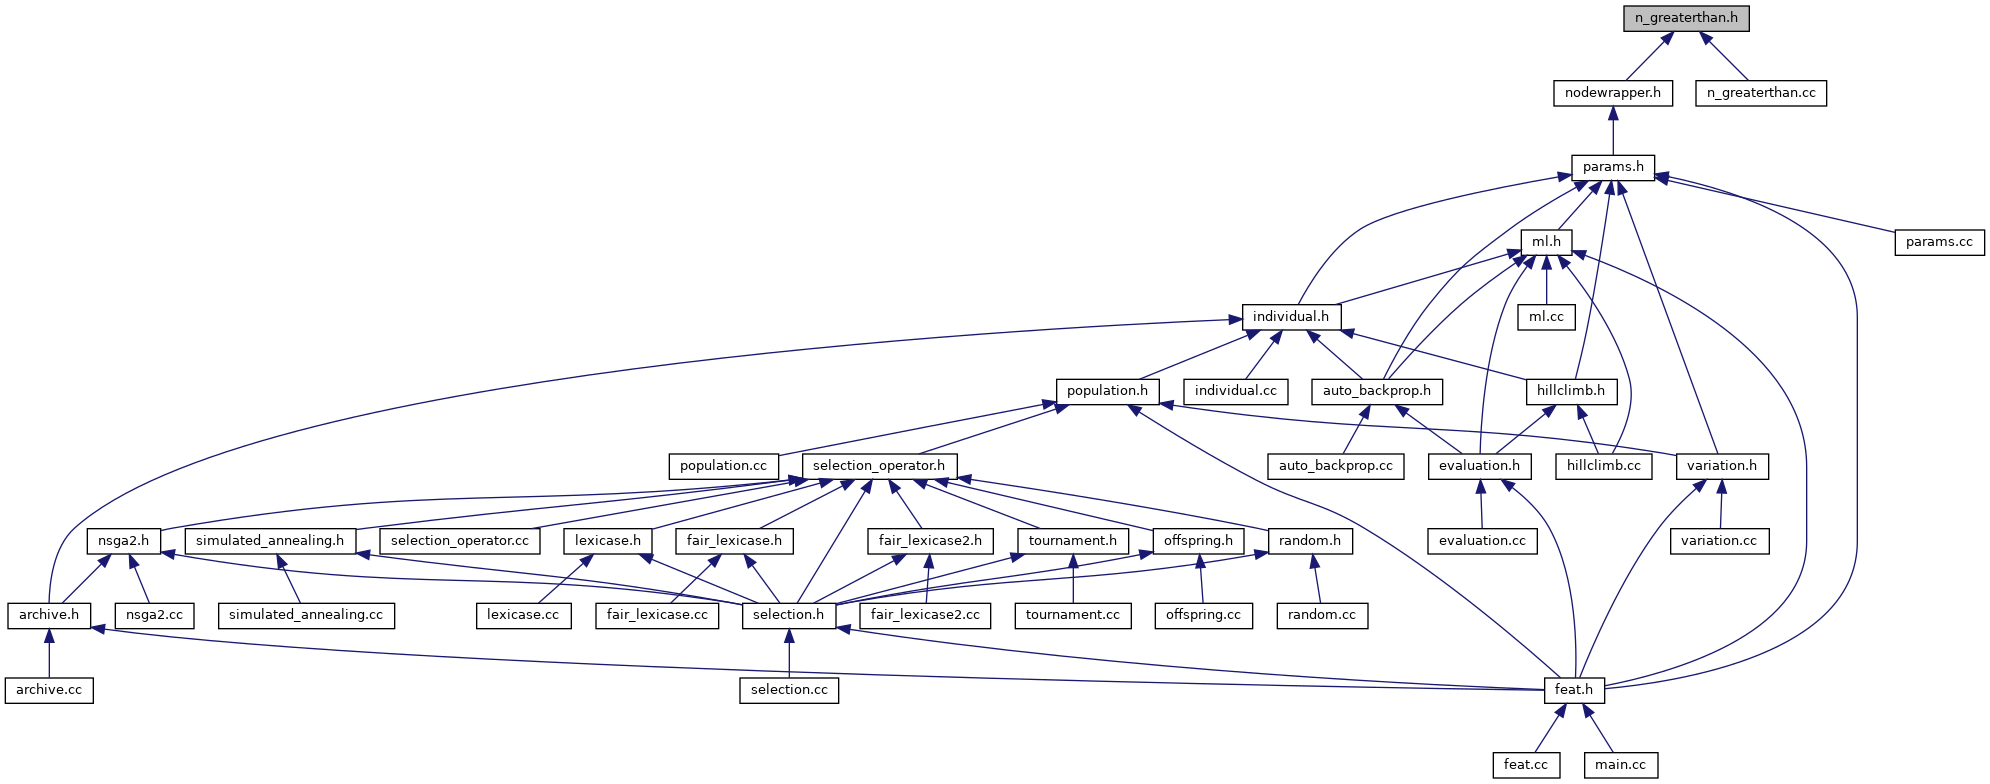 n_greaterthan.h
nodewrapper.h
n_greaterthan.cc
params.h
ml.h
params.cc
individual.h
ml.cc
population.h
individual.cc
auto_backprop.h
hillclimb.h
population.cc
selection_operator.h
auto_backprop.cc
evaluation.h
hillclimb.cc
variation.h
nsga2.h
simulated_annealing.h
selection_operator.cc
lexicase.h
fair_lexicase.h
fair_lexicase2.h
tournament.h
offspring.h
random.h
evaluation.cc
variation.cc
archive.h
nsga2.cc
simulated_annealing.cc
lexicase.cc
fair_lexicase.cc
selection.h
fair_lexicase2.cc
tournament.cc
offspring.cc
random.cc
archive.cc
selection.cc
feat.h
feat.cc
main.cc